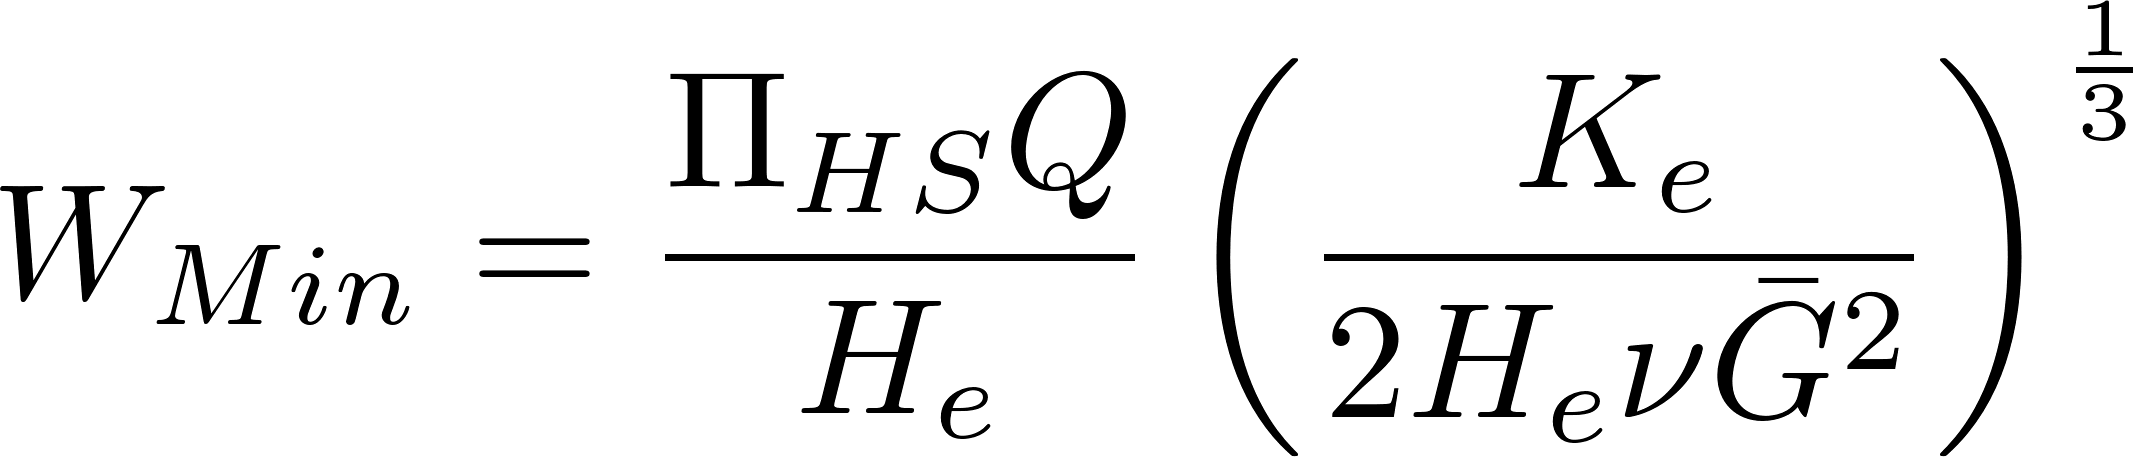 W_{Min} = \frac{\Pi_{HS} Q}{H_e} \left( \frac{K_e}{2 H_e \nu \bar{G}^2} \right)^{\frac{1}{3}}